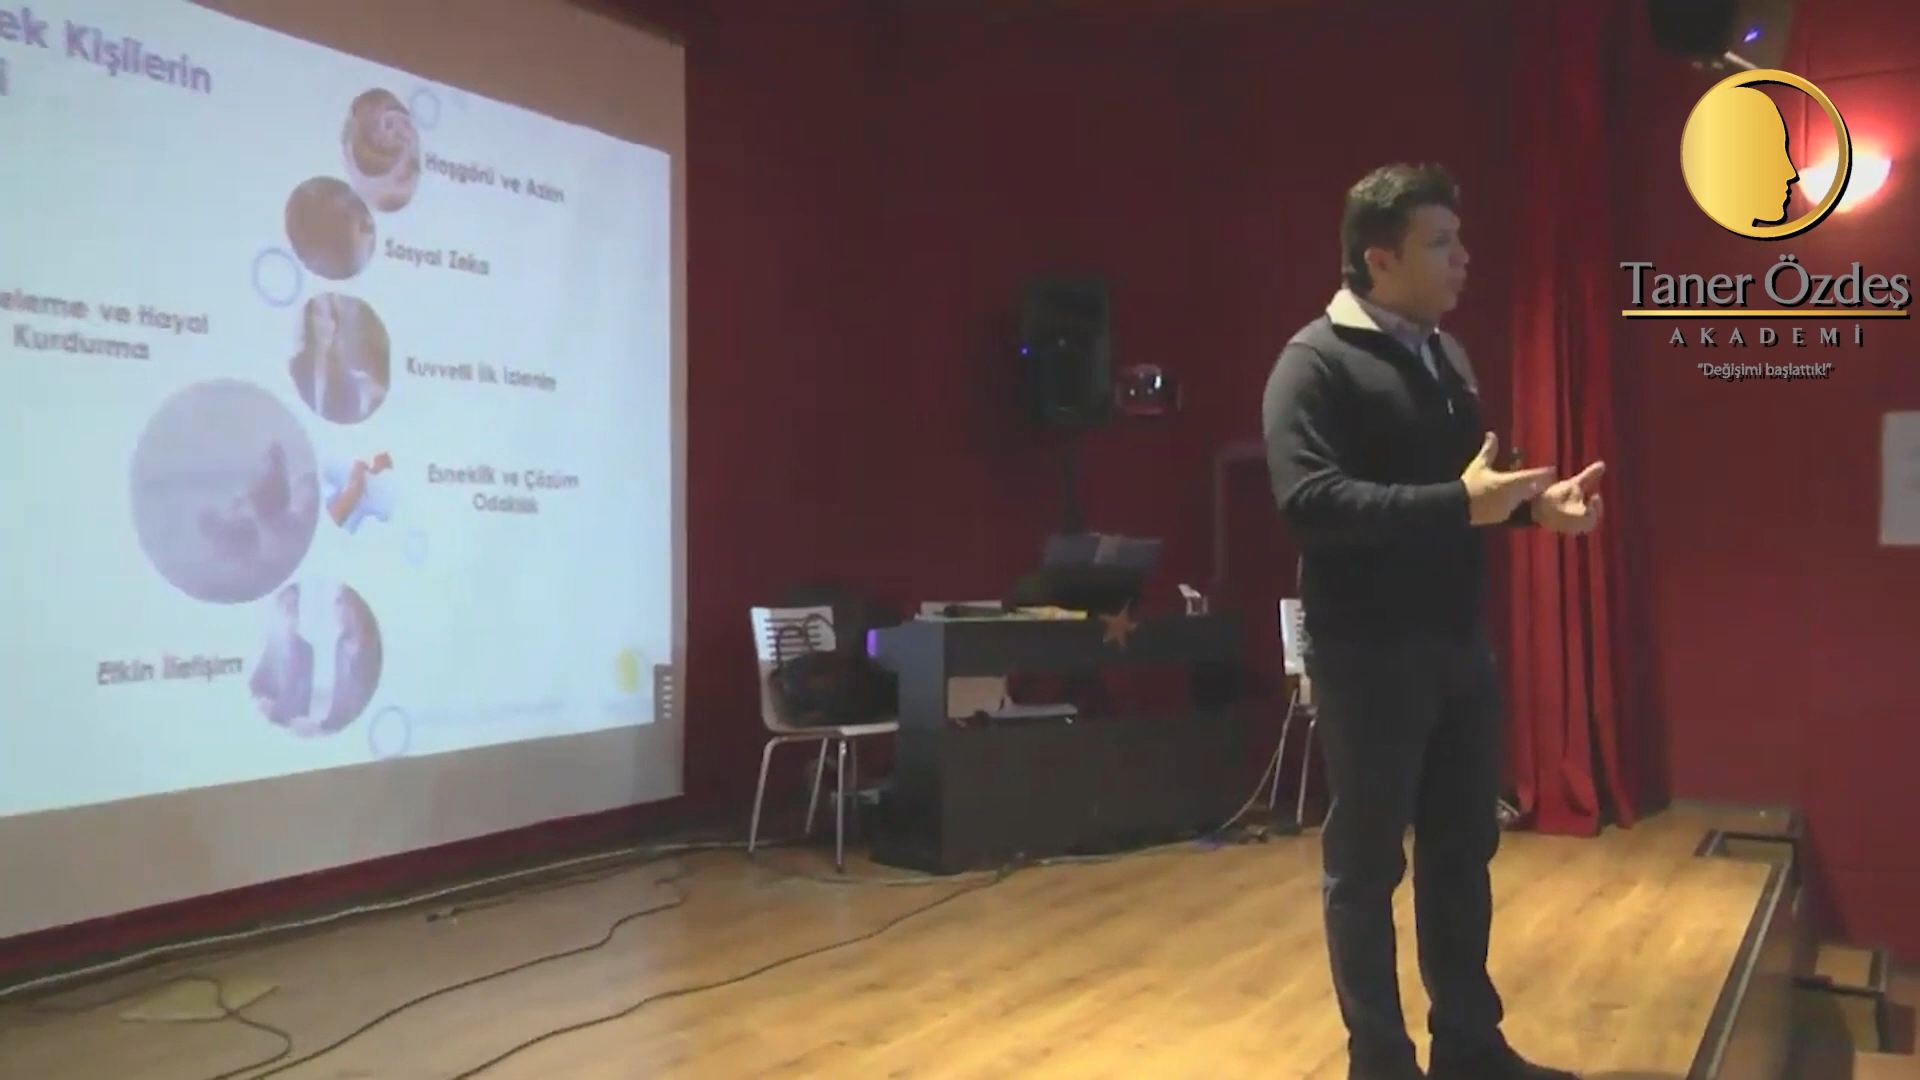 ek Kişilerin
i
Hoşgörü ve Azim
Sosyal Zeka
eleme ve Hayal
Kurdurma
Kuvvetli İlk İzlenim
Esneklik ve Çözüm
Odaklılık
Etkin İletişim
Taner Özdeş
AKADEMİ
"Değişimi başlattık!"